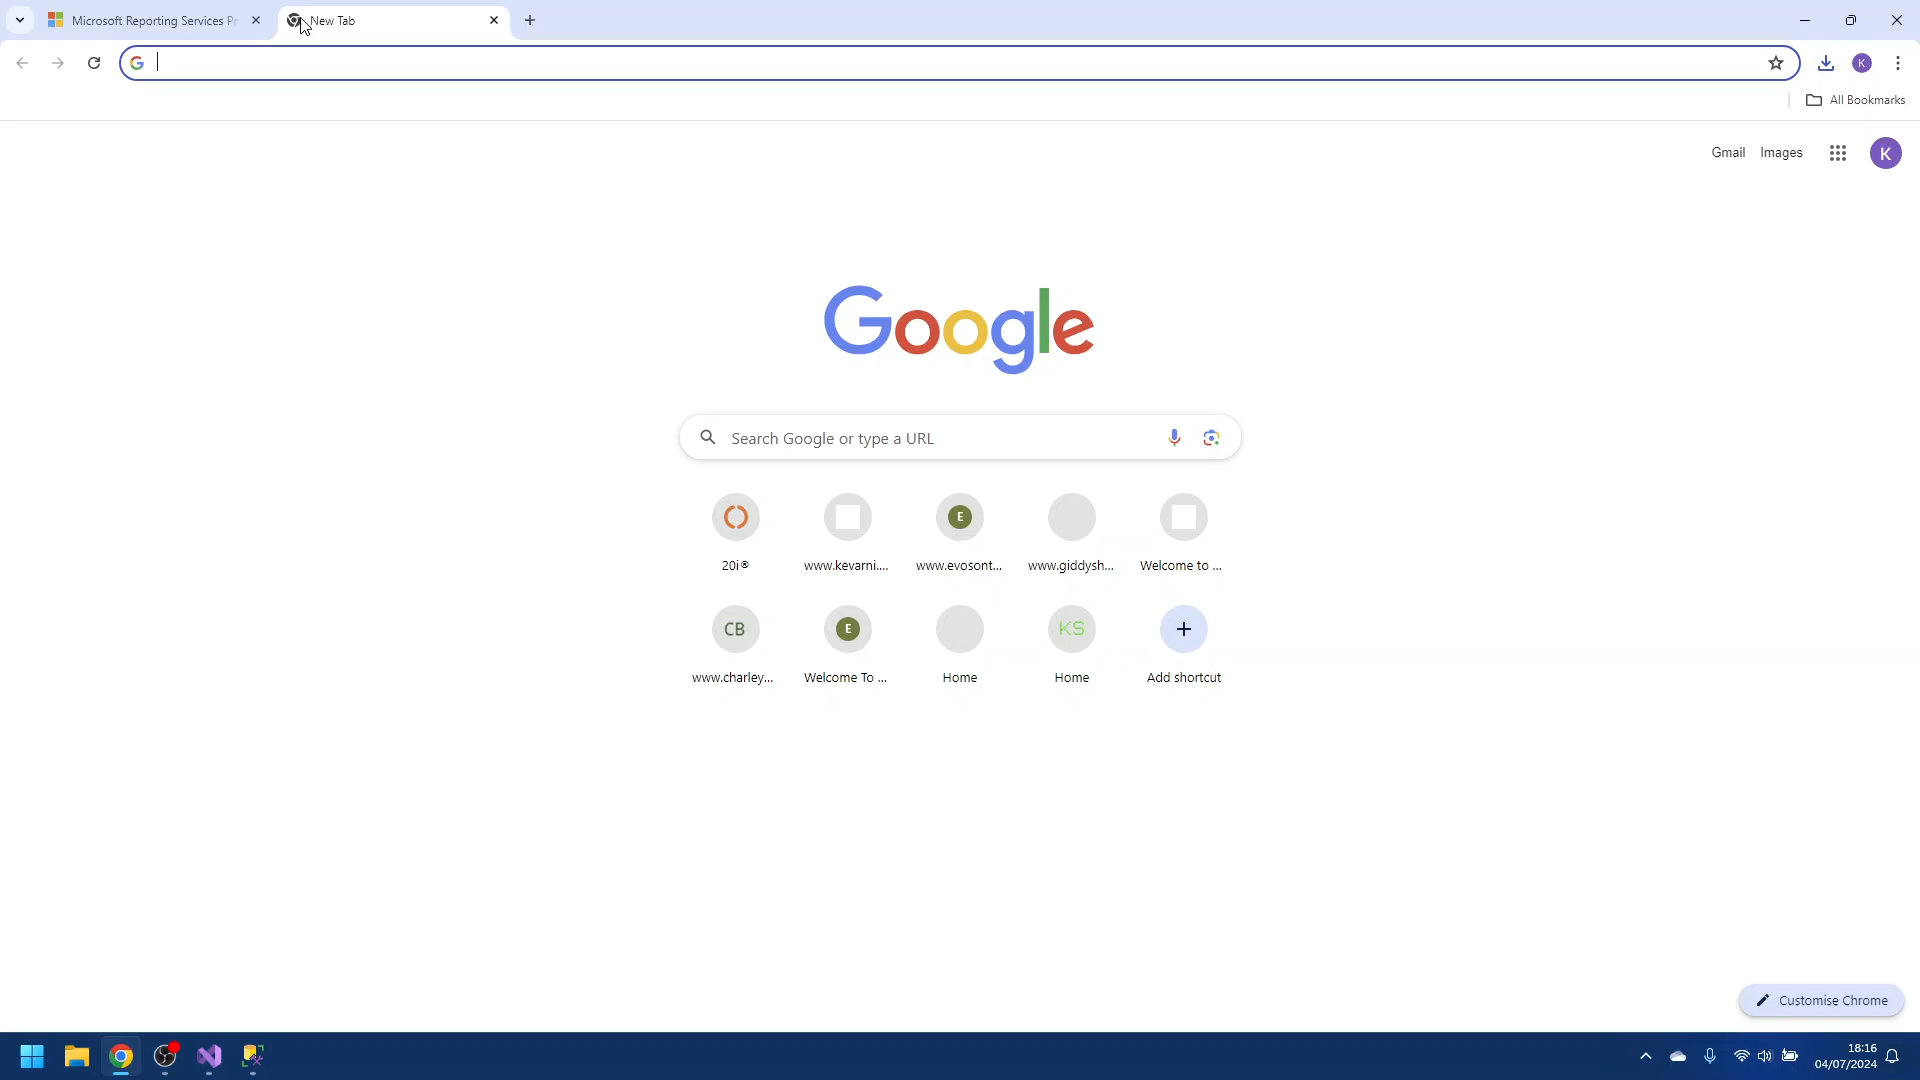 Microsoft Reporting Services Pr
New Tab
All Bookmarks
Gmail Images
K
K
Google
Search Google or type a URL
20i®
www.kevarni....
E
www.evosont...
www.giddysh...
Welcome to ...
CB
www.charley...
E
Welcome To ...
Home
KS
Home
Add shortcut
Customise Chrome
18:16
04/07/2024